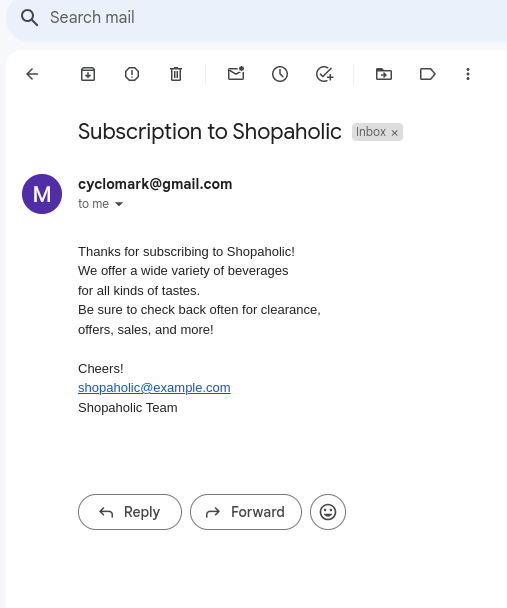 Search mail
Subscription to Shopaholic Inbox ×
M
cyclomark@gmail.com
to me
Thanks for subscribing to Shopaholic!
We offer a wide variety of beverages
for all kinds of tastes.
Be sure to check back often for clearance,
offers, sales, and more!
Cheers!
shopaholic@example.com
Shopaholic Team
Reply Forward